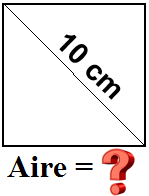 10 cm
Aire = ?